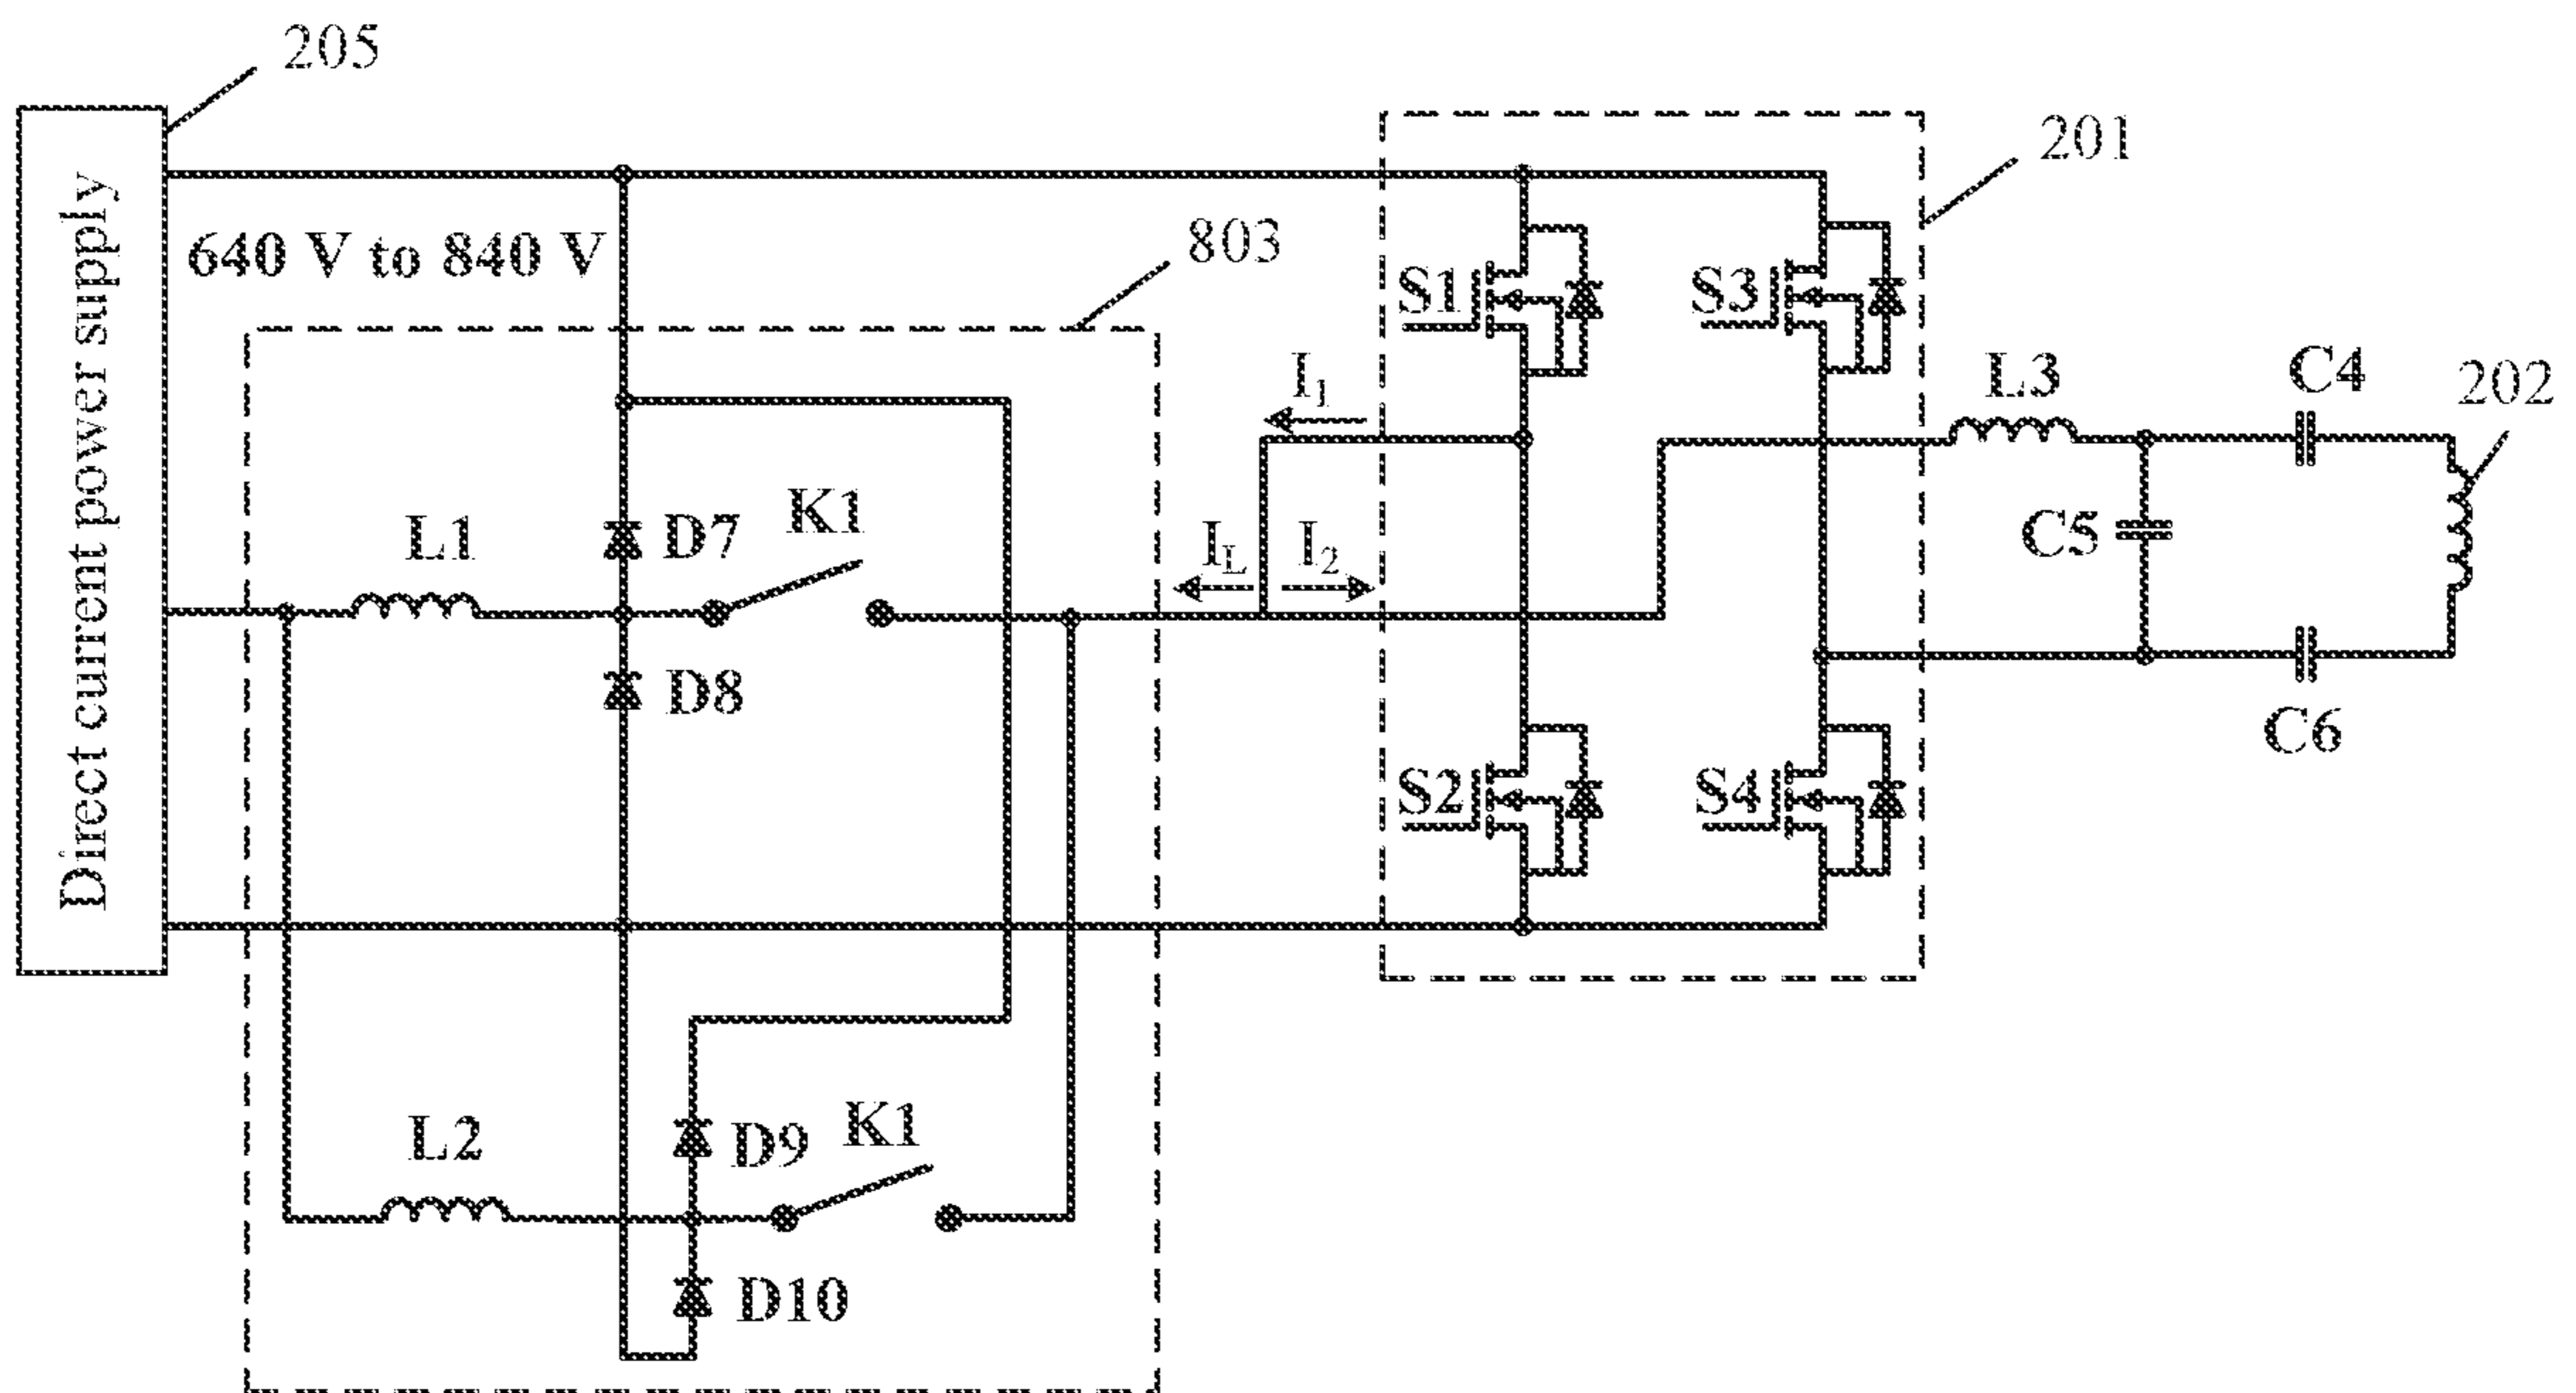 205
Direct current power supply
640 V to 840 V
803
201
S1
S3
I1
L3
C4
202
L1
D7
K1
IL
I2
C5
D8
S2
S4
C6
L2
D9
K1
D10